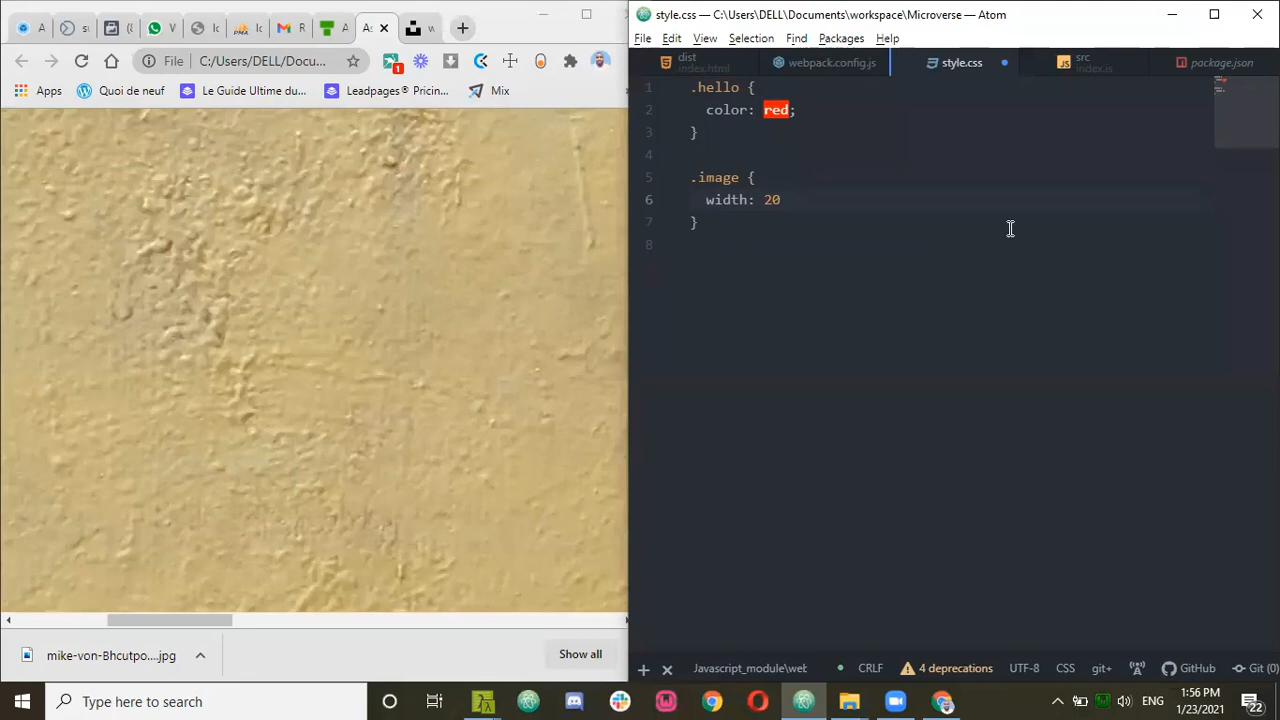 style.css — C:\Users\DELL\Documents\workspace\Microverse — Atom
File C:/Users/DELL/Docu...
Apps Quoi de neuf Le Guide Ultime du... Leadpages® Pricin... Mix
File Edit View Selection Find Packages Help
dist
index.html
webpack.config.js
style.css
src
index.js
package.json
1 .hello {
2 color: red;
3 }
4
5 .image {
6 width: 20
7 }
8
mike-von-Bhcutpo....jpg
Show all
Javascript_module\wet CRLF 4 deprecations UTF-8 CSS git+ GitHub Git (0)
Type here to search
ENG
1:56 PM
1/23/2021
22